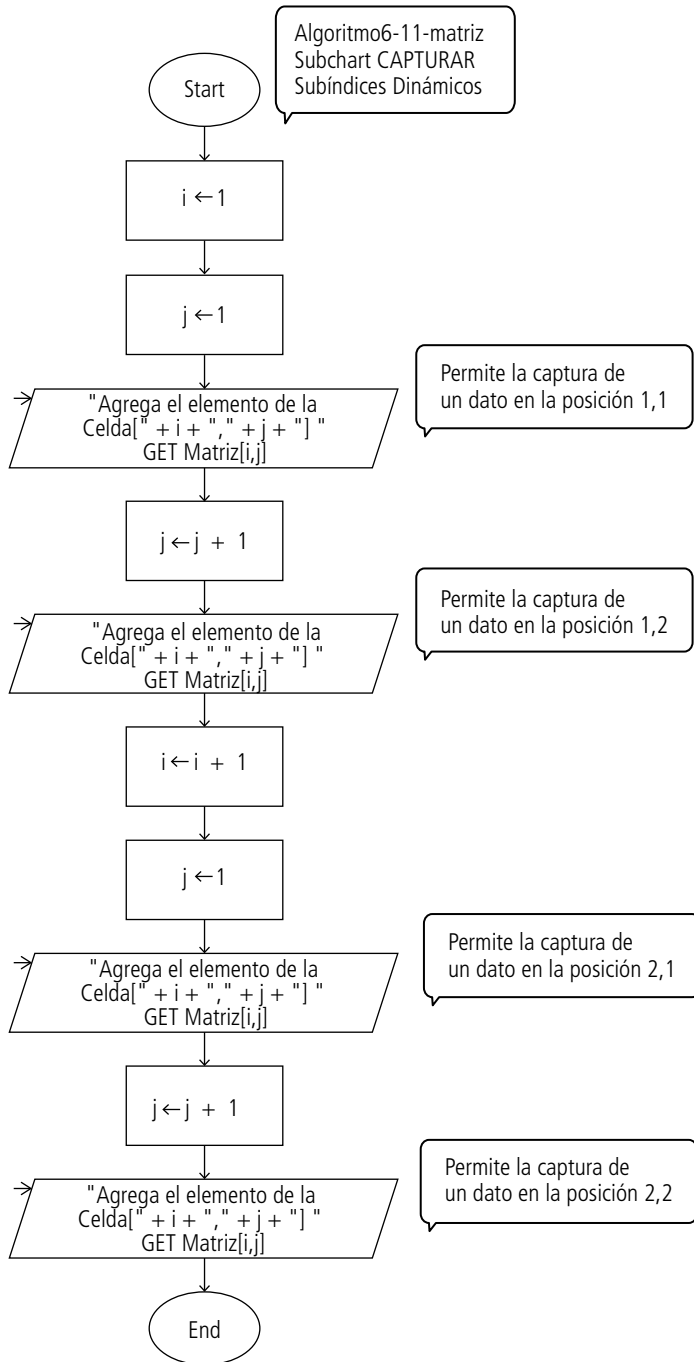 Algoritmo6-11-matriz
Subchart CAPTURAR
Subíndices Dinámicos
Start
i ← 1
j ← 1
"Agrega el elemento de la
Celda[" + i + "," + j + "] "
GET Matriz[i,j]
Permite la captura de
un dato en la posición 1,1
j ← j + 1
"Agrega el elemento de la
Celda[" + i + "," + j + "] "
GET Matriz[i,j]
Permite la captura de
un dato en la posición 1,2
i ← i + 1
j ← 1
"Agrega el elemento de la
Celda[" + i + "," + j + "] "
GET Matriz[i,j]
Permite la captura de
un dato en la posición 2,1
j ← j + 1
"Agrega el elemento de la
Celda[" + i + "," + j + "] "
GET Matriz[i,j]
Permite la captura de
un dato en la posición 2,2
End